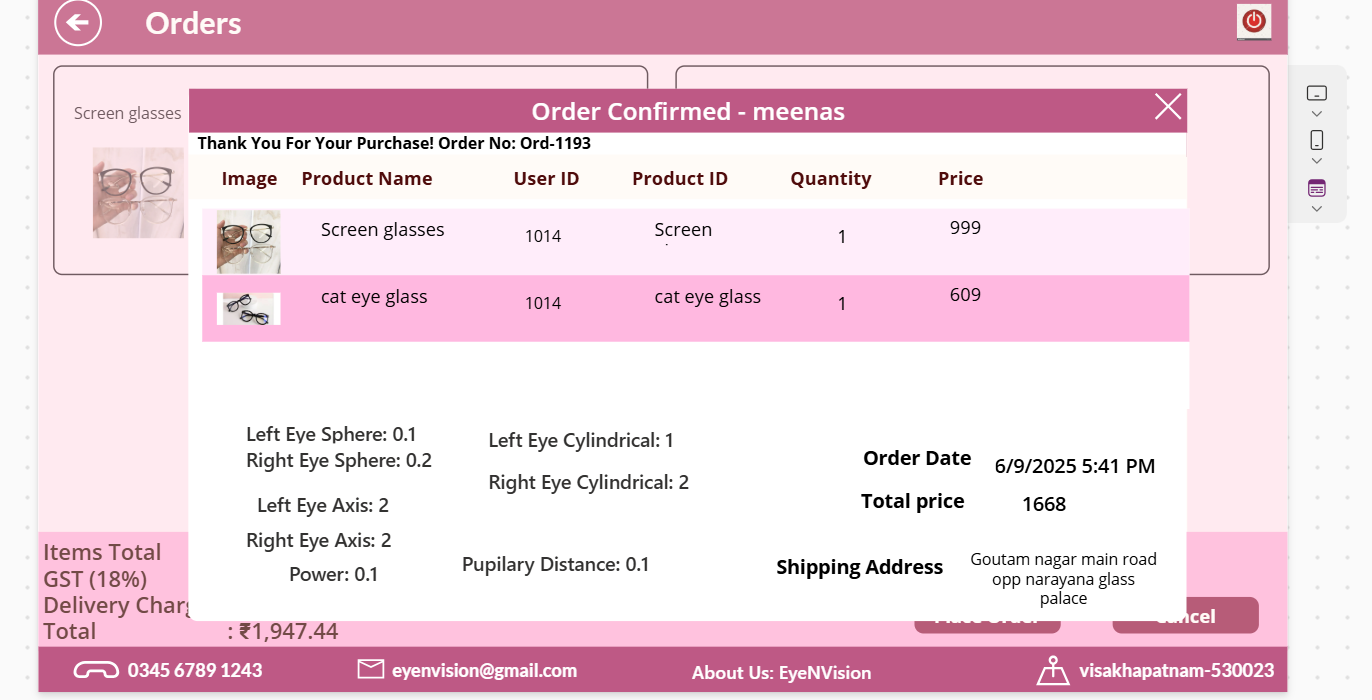 Orders
Screen glasses
Order Confirmed - meenas
Thank You For Your Purchase! Order No: Ord-1193
Image Product Name User ID Product ID Quantity Price
Screen glasses 1014 Screen 1 999
cat eye glass 1014 cat eye glass 1 609
Left Eye Sphere: 0.1
Left Eye Cylindrical: 1
Right Eye Sphere: 0.2
Order Date 6/9/2025 5:41 PM
Right Eye Cylindrical: 2
Left Eye Axis: 2
Total price 1668
Right Eye Axis: 2
Pupilary Distance: 0.1
Power: 0.1
Shipping Address
Goutam nagar main road
opp narayana glass
palace
Items Total
GST (18%)
Delivery Charg
Total : ₹1,947.44
Place Order
Cancel
0345 6789 1243 eyenvision@gmail.com About Us: EyeNVision visakhapatnam-530023